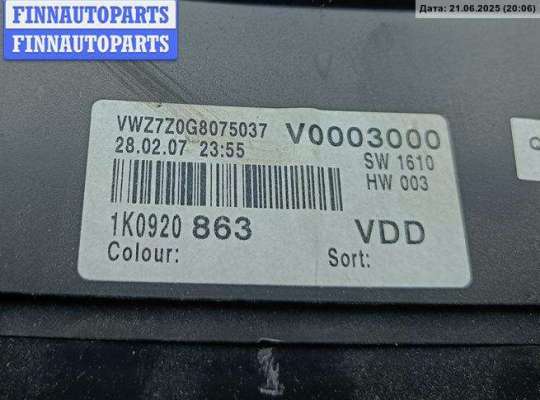 FINNAUTOPARTS
FINNAUTOPARTS
FINNAUTOPARTS
Дата: 21.06.2025 (20:06)
VWZ7Z0G8075037 V0003000
28.02.07 23:55 SW 1610
HW 003
1K0920 863 VDD
Colour: Sort: